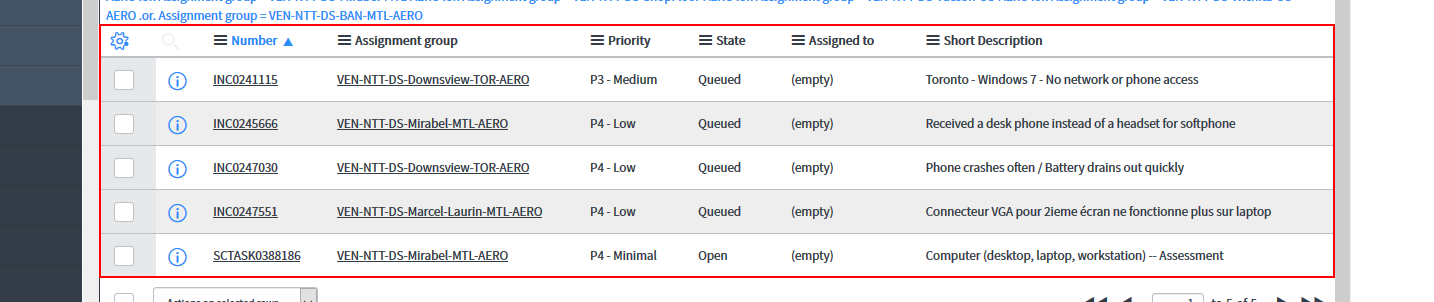 AERO .or. Assignment group = VEN-NTT-DS-BAN-MTL-AERO
Number ▲ Assignment group Priority State Assigned to Short Description
INC0241115 VEN-NTT-DS-Downsview-TOR-AERO P3 - Medium Queued (empty) Toronto - Windows 7 - No network or phone access
INC0245666 VEN-NTT-DS-Mirabel-MTL-AERO P4 - Low Queued (empty) Received a desk phone instead of a headset for softphone
INC0247030 VEN-NTT-DS-Downsview-TOR-AERO P4 - Low Queued (empty) Phone crashes often / Battery drains out quickly
INC0247551 VEN-NTT-DS-Marcel-Laurin-MTL-AERO P4 - Low Queued (empty) Connecteur VGA pour 2ieme écran ne fonctionne plus sur laptop
SCTASK0388186 VEN-NTT-DS-Mirabel-MTL-AERO P4 - Minimal Open (empty) Computer (desktop, laptop, workstation) -- Assessment
Actions on selected rows... 1 to 5 of 5